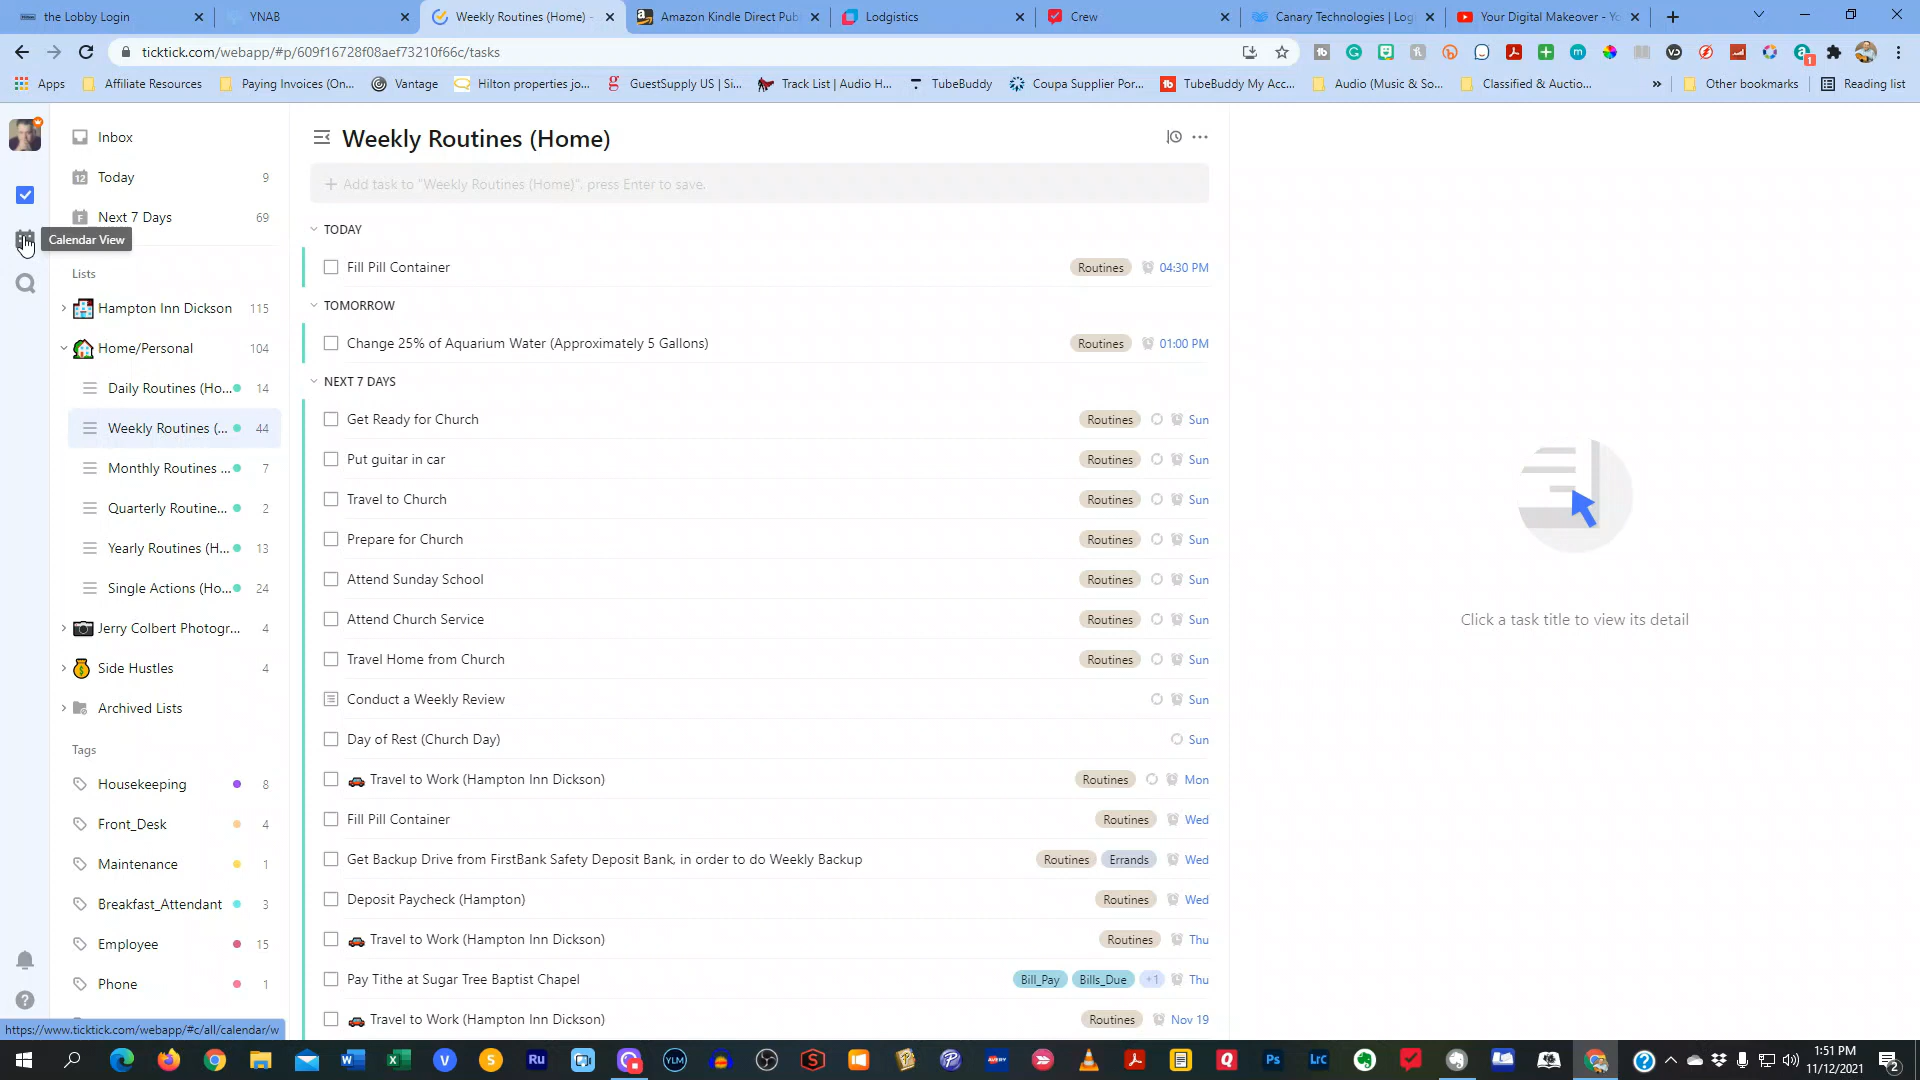 the Lobby Login
YNAB
Weekly Routines (Home) -
Amazon Kindle Direct Pub
Lodgistics
Crew
Canary Technologies | Log
Your Digital Makeover - Yo
ticktick.com/webapp/#p/609f16728f08aef73210f66c/tasks
Apps
Affiliate Resources
Paying Invoices (On...
Vantage
Hilton properties jo...
GuestSupply US | Si...
Track List | Audio H...
TubeBuddy
Coupa Supplier Por...
TubeBuddy My Acc...
Audio (Music & So...
Classified & Auctio...
Other bookmarks
Reading list
Inbox
Today 9
Next 7 Days 69
Calendar View
Lists
Hampton Inn Dickson 115
Home/Personal 104
Daily Routines (Ho... 14
Weekly Routines (... 44
Monthly Routines ... 7
Quarterly Routine... 2
Yearly Routines (H... 13
Single Actions (Ho... 24
Jerry Colbert Photogr... 4
Side Hustles 4
Archived Lists
Tags
Housekeeping 8
Front_Desk 4
Maintenance 1
Breakfast_Attendant 3
Employee 15
Phone 1
https://www.ticktick.com/webapp/#c/all/calendar/w
Weekly Routines (Home)
Add task to "Weekly Routines (Home)", press Enter to save.
TODAY
Fill Pill Container Routines 04:30 PM
TOMORROW
Change 25% of Aquarium Water (Approximately 5 Gallons) Routines 01:00 PM
NEXT 7 DAYS
Get Ready for Church Routines Sun
Put guitar in car Routines Sun
Travel to Church Routines Sun
Prepare for Church Routines Sun
Attend Sunday School Routines Sun
Attend Church Service Routines Sun
Travel Home from Church Routines Sun
Conduct a Weekly Review Sun
Day of Rest (Church Day) Sun
Travel to Work (Hampton Inn Dickson) Routines Mon
Fill Pill Container Routines Wed
Get Backup Drive from FirstBank Safety Deposit Bank, in order to do Weekly Backup Routines Errands Wed
Deposit Paycheck (Hampton) Routines Wed
Travel to Work (Hampton Inn Dickson) Routines Thu
Pay Tithe at Sugar Tree Baptist Chapel Bill_Pay Bills_Due +1 Thu
Travel to Work (Hampton Inn Dickson) Routines Nov 19
Click a task title to view its detail
1:51 PM
11/12/2021